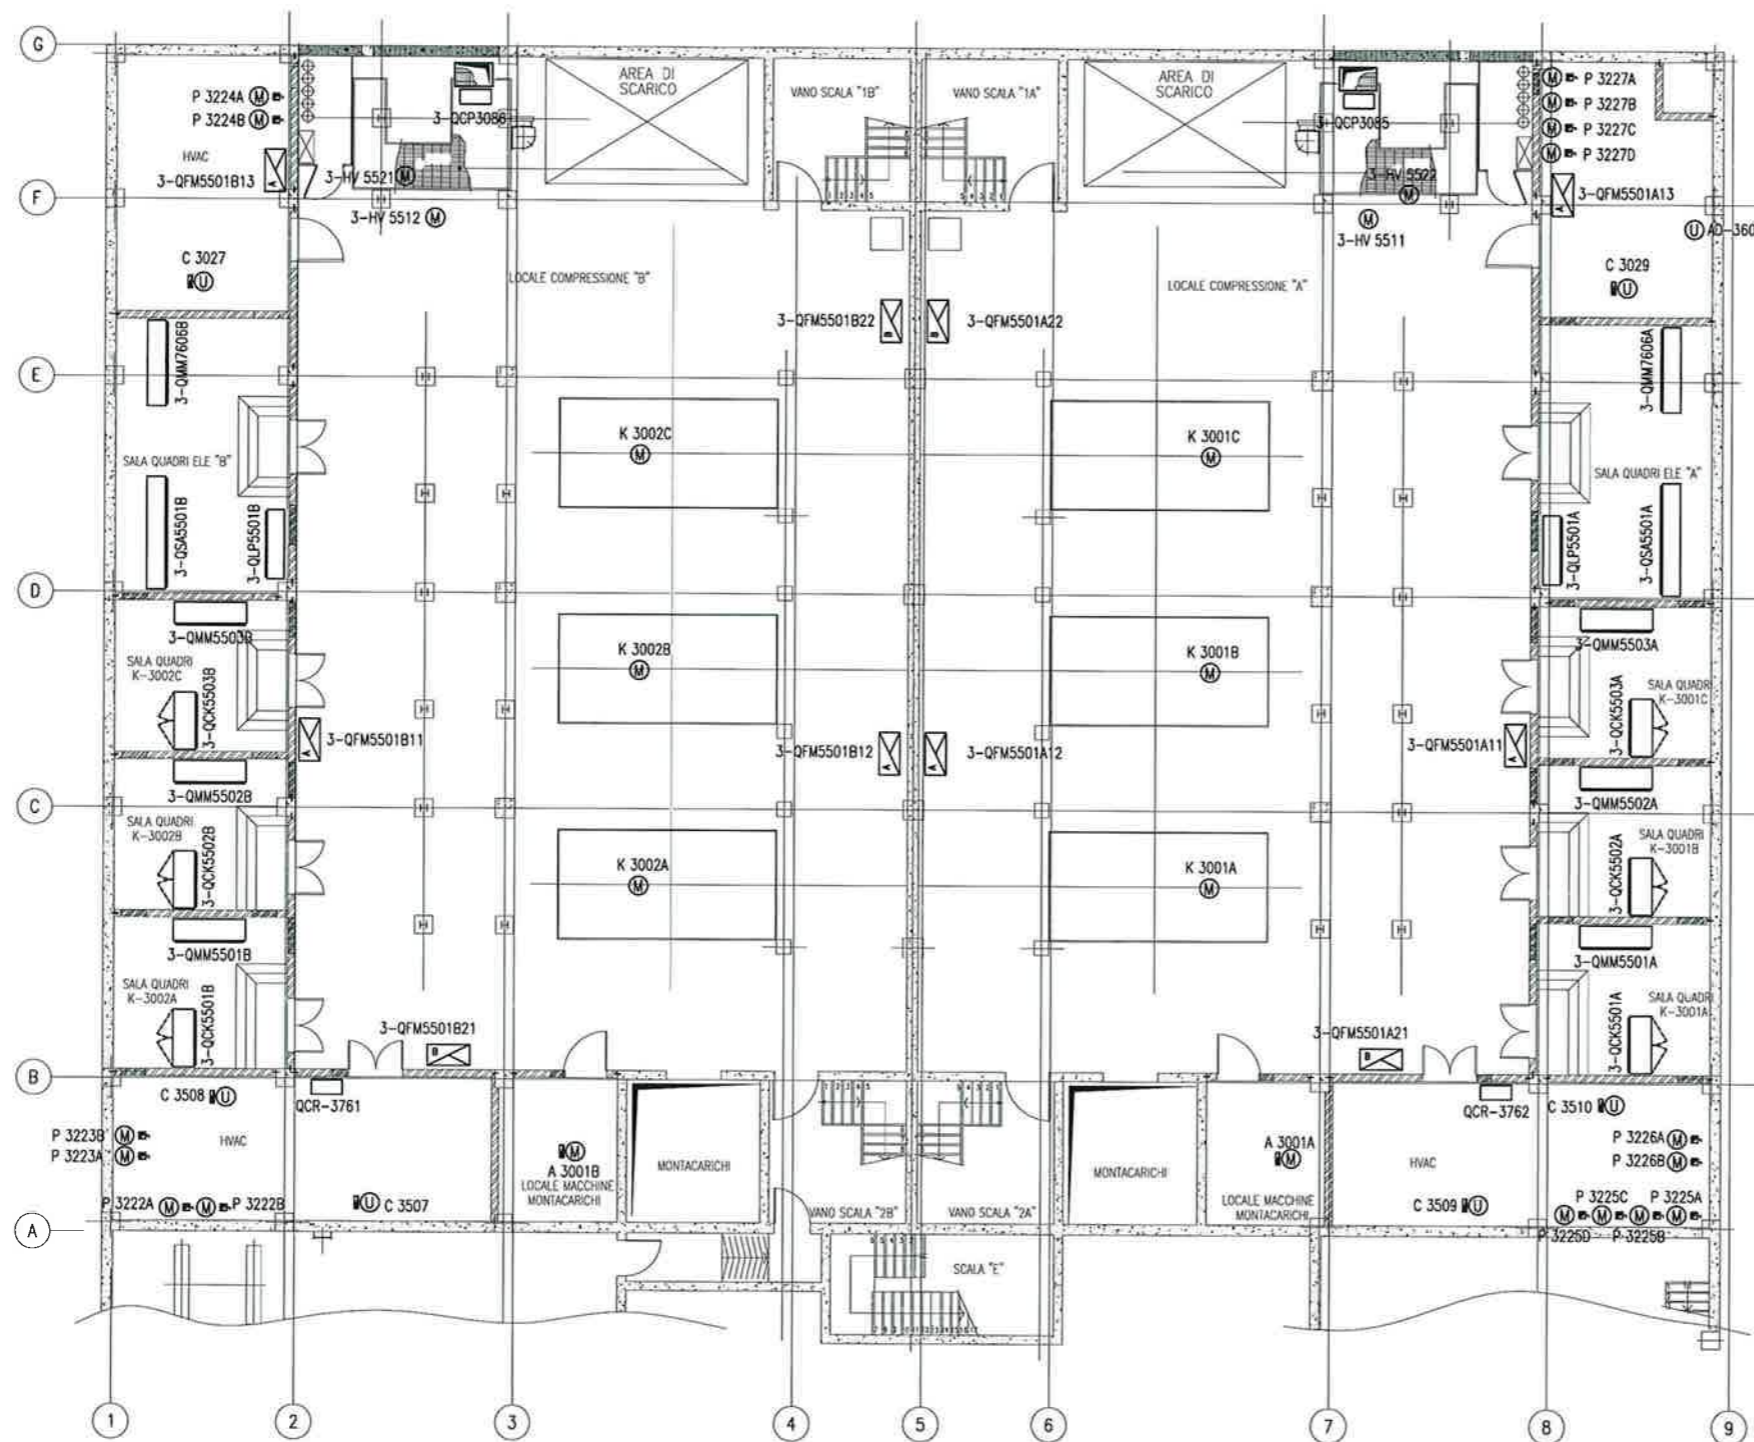 G
AREA DI
SCARICO
VANO SCALA "1B"
VANO SCALA "1A"
AREA DI
SCARICO
P 3224A M
P 3224B M
3-QCP3086
3-QCP3085
M P 3227A
M P 3227B
M P 3227C
M P 3227D
HVAC
3-QFM5501B13
A
3-HV 5521 M
3-HV 5522
M
A
3-QFM5501A13
F
3-HV 5512 M
M
3-HV 5511
U AD-360
C 3027
U
LOCALE COMPRESSIONE "B"
LOCALE COMPRESSIONE "A"
C 3029
U
3-QFM5501B22
B
B
3-QFM5501A22
3-QMM7606B
3-QMM7606A
E
K 3002C
M
K 3001C
M
SALA QUADRI ELE "B"
SALA QUADRI ELE "A"
3-QSA5501B
3-QLP5501B
3-QLP5501A
3-QSA5501A
D
3-QMM5503B
3-QMM5503A
K 3002B
M
K 3001B
M
SALA QUADRI
K-3002C
3-QCK5503B
3-QCK5503A
SALA QUADRI
K-3001C
A
3-QFM5501B11
3-QFM5501B12
A
A
3-QFM5501A12
3-QFM5501A11
A
3-QMM5502B
3-QMM5502A
C
SALA QUADRI
K-3002B
3-QCK5502B
3-QCK5502A
SALA QUADRI
K-3001B
K 3002A
M
K 3001A
M
3-QMM5501B
3-QMM5501A
SALA QUADRI
K-3002A
3-QCK5501B
3-QCK5501A
SALA QUADRI
K-3001A
3-QFM5501B21
B
3-QFM5501A21
B
B
C 3508 U
QCR-3761
QCR-3762
C 3510 U
P 3223B M
P 3223A M
HVAC
M
A 3001B
LOCALE MACCHINE
MONTACARICHI
MONTACARICHI
MONTACARICHI
A 3001A
M
LOCALE MACCHINE
MONTACARICHI
HVAC
P 3226A M
P 3226B M
P 3222A M M P 3222B
U C 3507
VANO SCALA "2B"
VANO SCALA "2A"
C 3509 U
P 3225C P 3225A
M M M M
P 3225D P 3225B
A
SCALA "E"
1
2
3
4
5
6
7
8
9